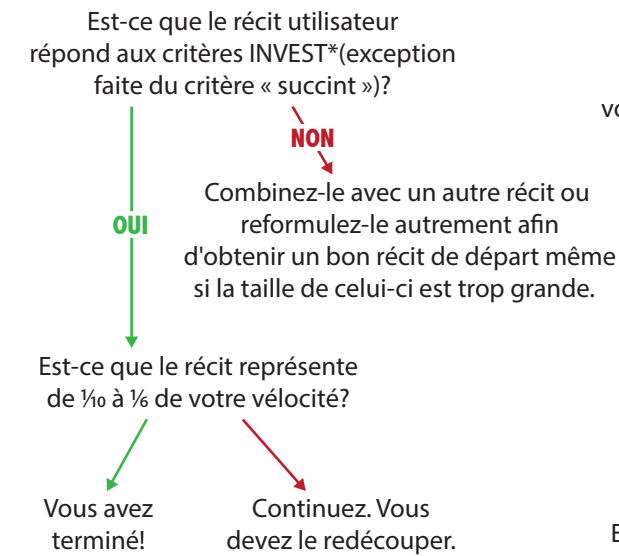 Est-ce que le récit utilisateur
répond aux critères INVEST*(exception
faite du critère « succint »)?
vo
NON
Combinez-le avec un autre récit ou
OUI
reformulez-le autrement afin
d'obtenir un bon récit de départ même
si la taille de celui-ci est trop grande.
Est-ce que le récit représente
de ⅒ à ⅙ de votre vélocité?
Vous avez
terminé!
Continuez. Vous
devez le redécouper.
E